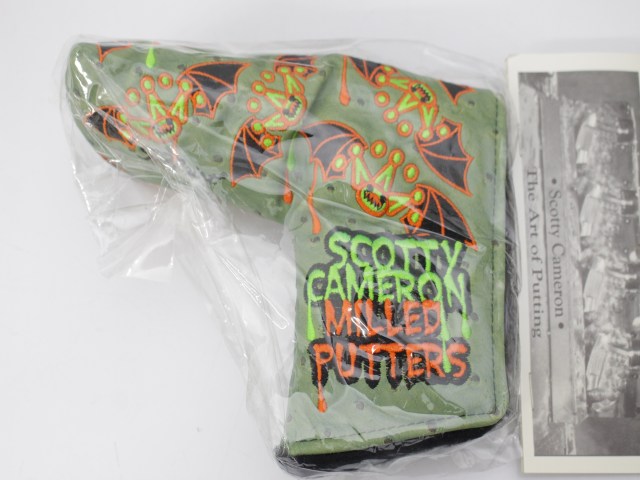 SCOTTY
CAMERON
MILLED
PUTTERS
• Scotty Cameron •
The Art of Putting